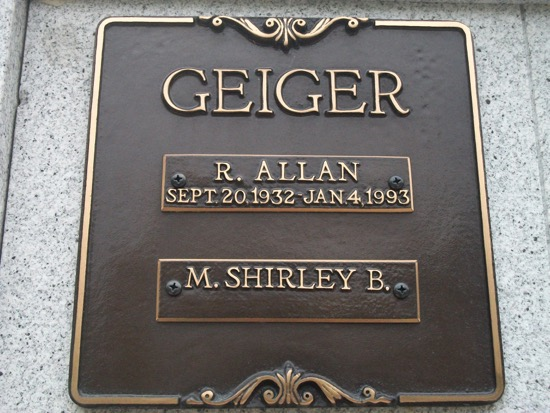 GEIGER
R. ALLAN
SEPT. 20, 1932-JAN. 4, 1993
M. SHIRLEY B.